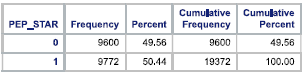 PEP_STAR Frequency Percent Cumulative Frequency Cumulative Percent
0 9600 49.56 9600 49.56
1 9772 50.44 19372 100.00